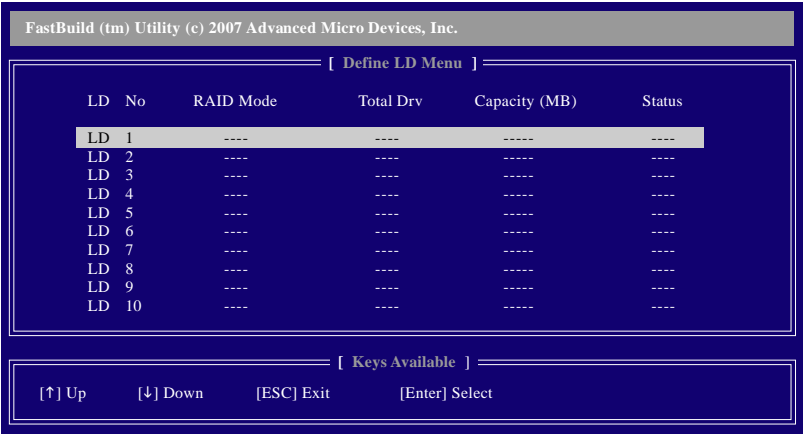 FastBuild (tm) Utility (c) 2007 Advanced Micro Devices, Inc.
[ Define LD Menu ]
LD No RAID Mode Total Drv Capacity (MB) Status
LD 1 ---- ---- ----- ----
LD 2 ---- ---- ----- ----
LD 3 ---- ---- ----- ----
LD 4 ---- ---- ----- ----
LD 5 ---- ---- ----- ----
LD 6 ---- ---- ----- ----
LD 7 ---- ---- ----- ----
LD 8 ---- ---- ----- ----
LD 9 ---- ---- ----- ----
LD 10 ---- ---- ----- ----
[ Keys Available ]
[↑] Up [↓] Down [ESC] Exit [Enter] Select